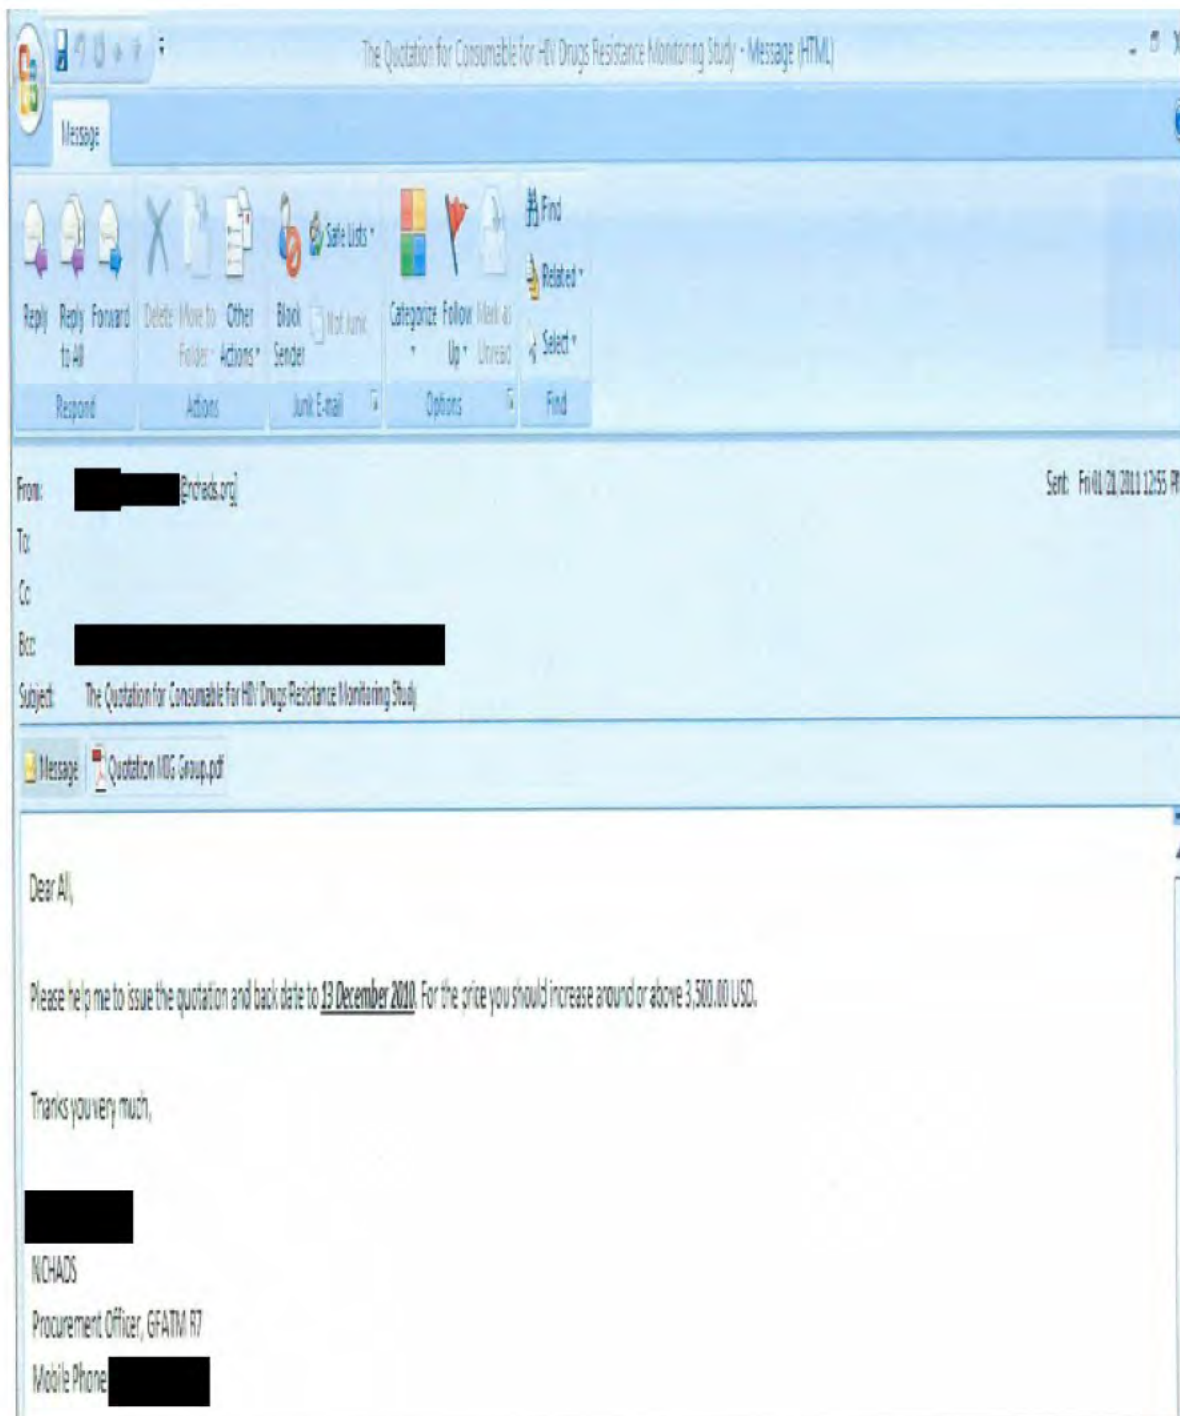 The Quotation for Consumable for HIV Drugs Resistance Monitoring Study - Message (HTML)
Message
Reply
Reply to All
Forward
Delete
Move to Folder
Other Actions
Block Sender
Safe Lists
Not Junk
Categorize
Follow Up
Mark as Unread
Find
Related
Select
Respond
Actions
Junk E-mail
Options
Find
From: @nchads.org]
Sent: Fri 01/21/2011 12:55
To:
Cc:
Bcc:
Subject: The Quotation for Consumable for HIV Drugs Resistance Monitoring Study
Message
Quotation Group.pdf
Dear All,
Please help me to issue the quotation and back date to 13 December 2010. For the price you should increase around or above 3,500.00 USD.
Thanks you very much,
NCHADS
Procurement Officer, GFATM R7
Mobile Phone